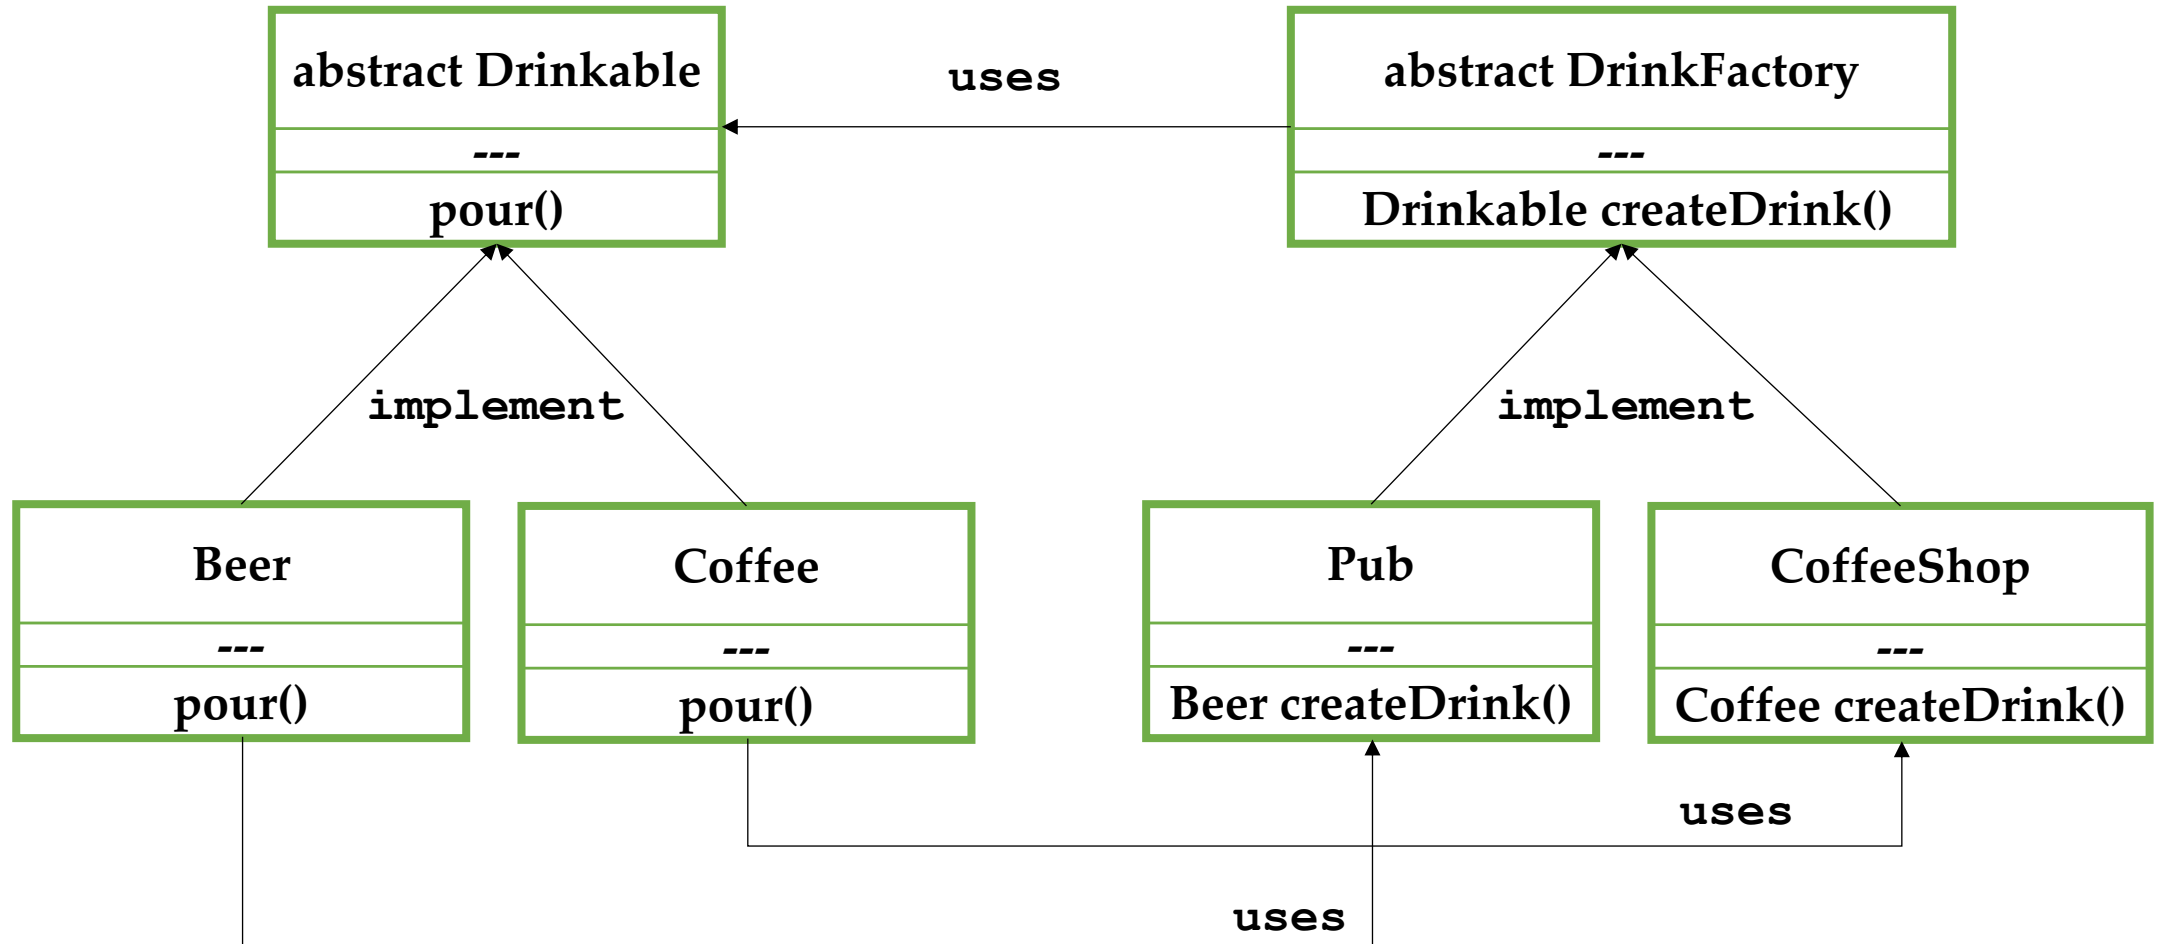 abstract Drinkable
---
pour()
uses
abstract DrinkFactory
---
Drinkable createDrink()
implement
implement
Beer
---
pour()
Coffee
---
pour()
Pub
---
Beer createDrink()
CoffeeShop
---
Coffee createDrink()
uses
uses